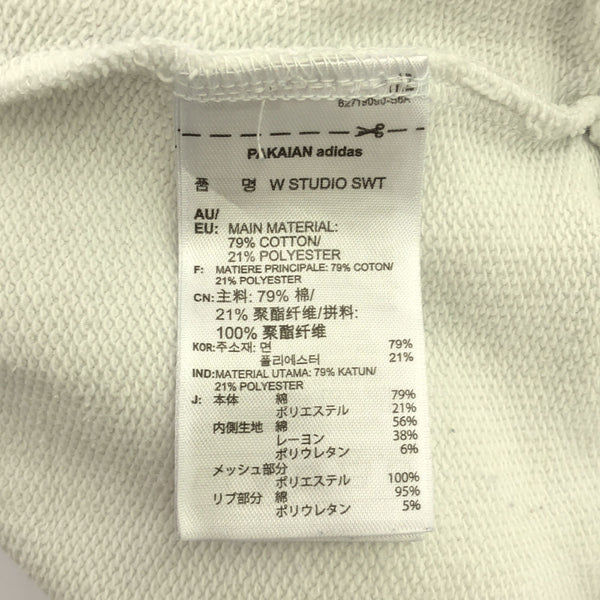 PAKAIAN adidas
품 명 W STUDIO SWT
AU/
EU: MAIN MATERIAL:
79% COTTON/
21% POLYESTER
F: MATIERE PRINCIPALE: 79% COTON/
21% POLYESTER
CN: 主料: 79% 棉/
21% 聚酯纤维/拼料:
100% 聚酯纤维
KOR: 주소재: 면 79%
폴리에스터 21%
IND: MATERIAL UTAMA: 79% KATUN/
21% POLYESTER
J: 本体 綿 79%
ポリエステル 21%
内側生地 綿 56%
レーヨン 38%
ポリウレタン 6%
メッシュ部分
ポリエステル 100%
リブ部分 綿 95%
ポリウレタン 5%